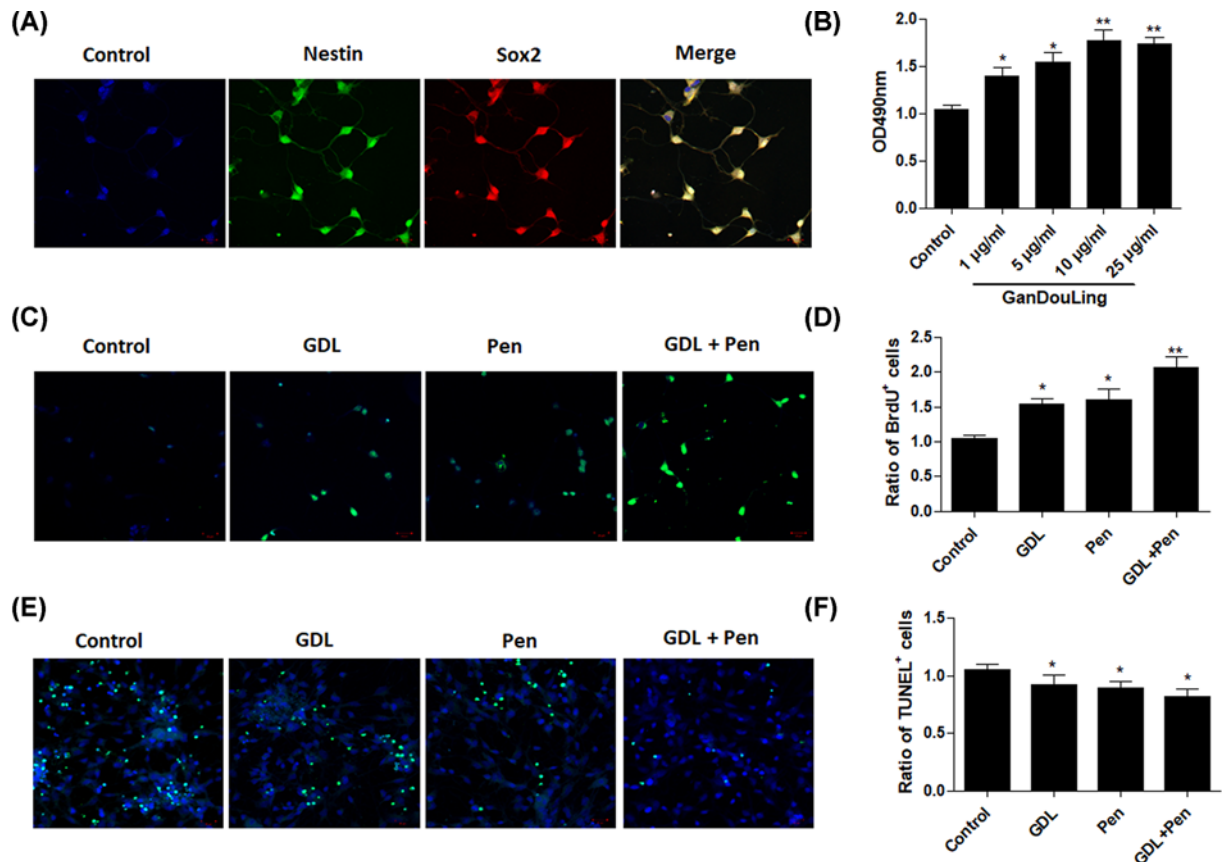 (A)
Control Nestin Sox2 Merge
(B)
OD490nm
2.0
1.5
1.0
0.5
0.0
* * ** **
Control 1 µg/ml 5 µg/ml 10 µg/ml 25 µg/ml
GanDouLing
(C)
Control GDL Pen GDL + Pen
(D)
Ratio of BrdU+ cells
2.5
2.0
1.5
1.0
0.5
0.0
* * **
Control GDL Pen GDL +Pen
(E)
Control GDL Pen GDL + Pen
(F)
Ratio of TUNEL+ cells
1.5
1.0
0.5
0.0
* * *
Control GDL Pen GDL +Pen